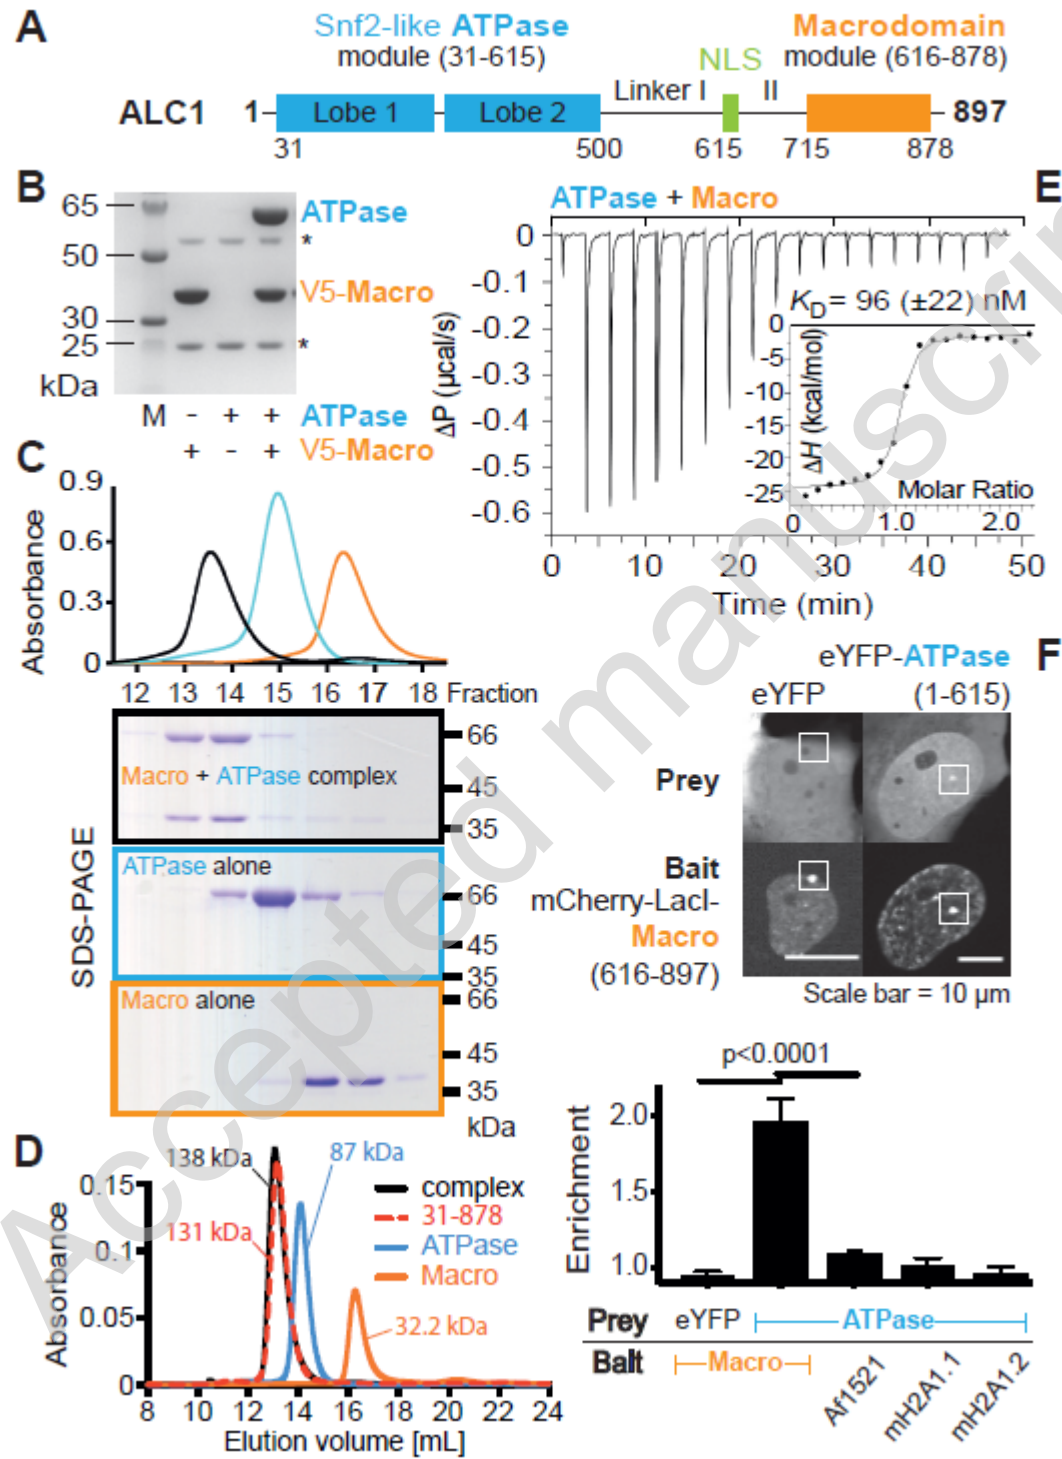 A
Snf2-like ATPase
module (31-615)
Macrodomain
module (616-878)
NLS
Linker I
II
ALC1
1
Lobe 1
Lobe 2
897
31
500
615
715
878
B
65
50
30
25
kDa
ATPase
*
V5-Macro
*
M
- + + ATPase
+ - + V5-Macro
C
0.9
0.6
0.3
0
Absorbance
12 13 14 15 16 17 18 Fraction
SDS-PAGE
Macro + ATPase complex
66
45
35
ATPase alone
66
45
35
Macro alone
66
45
35
kDa
D
138 kDa
87 kDa
131 kDa
32.2 kDa
complex
31-878
ATPase
Macro
0.15
0.1
0.05
0
Absorbance
8 10 12 14 16 18 20 22 24
Elution volume [mL]
E
ATPase + Macro
0
-0.1
-0.2
-0.3
-0.4
-0.5
-0.6
ΔP (µcal/s)
0 10 20 30 40 50
Time (min)
KD = 96 (±22) nM
0
-5
-10
-15
-20
-25
ΔH (kcal/mol)
Molar Ratio
0 1.0 2.0
F
eYFP-ATPase
eYFP (1-615)
Prey
Bait
mCherry-LacI-
Macro
(616-897)
Scale bar = 10 µm
p<0.0001
2.0
1.5
1.0
Enrichment
Prey eYFP ATPase
Bait Macro
Af1521
mH2A1.1
mH2A1.2
Accepted manuscrip